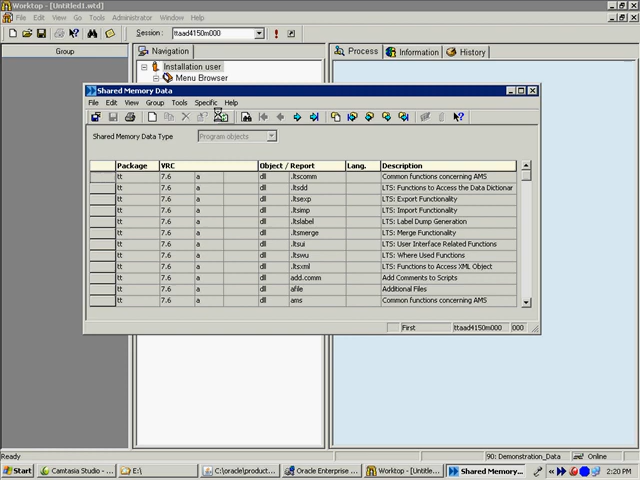 Worktop - [Untitled1.wtd]
File Edit View Group Tools Operation Window Help
Session: ttaad4150m000
Group
Navigation
Process Information History
Installation user
Menu Browser
Shared Memory Data
File Edit View Group Tools Specific Help
Shared Memory Data Type Program objects
Package VRC Object / Report Lang. Description
tt 7.6 a dll .ltscomm Common functions concerning AMS
tt 7.6 a dll .ltsdd LTS: Functions to Access the Data Dictionar
tt 7.6 a dll .ltsexp LTS: Export Functionality
tt 7.6 a dll .ltsimp LTS: Import Functionality
tt 7.6 a dll .ltslabel LTS: Label Dump Generation
tt 7.6 a dll .ltsmerge LTS: Merge Functionality
tt 7.6 a dll .ltsui LTS: User Interface Related Functions
tt 7.6 a dll .ltswu LTS: Where Used Functions
tt 7.6 a dll .ltsxml LTS: Functions to Access XML Object
tt 7.6 a dll add.comm Add Comments to Scripts
tt 7.6 a dll afile Additional Files
tt 7.6 a dll ams Common functions concerning AMS
First ttaad4150m000 000
Ready 90: Demonstration_Data Online
Start Camtasia Studio - ... E:\ C:\oracle\product... Oracle Enterprise ... Worktop - [Untitle... Shared Memory... 2:20 PM